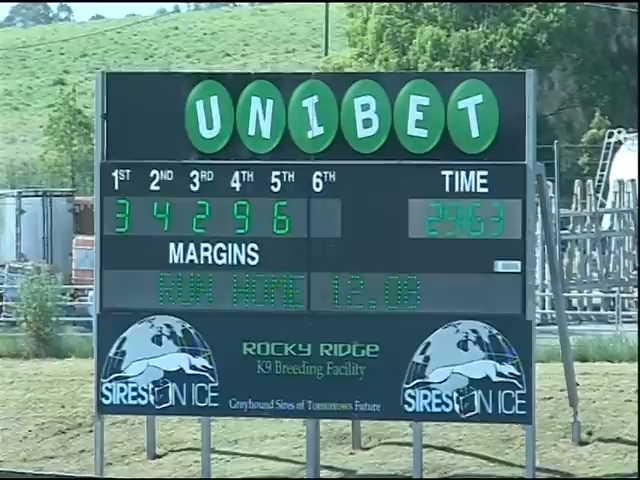 UNIBET
1ST 2ND 3RD 4TH 5TH 6TH TIME
3 4 2 9 6 29.63
MARGINS
RUN HOME 12.08
ROCKY RIDGE
K9 Breeding Facility
SIRES ON ICE
Greyhound Sires of Tomorrows Future
SIRES ON ICE